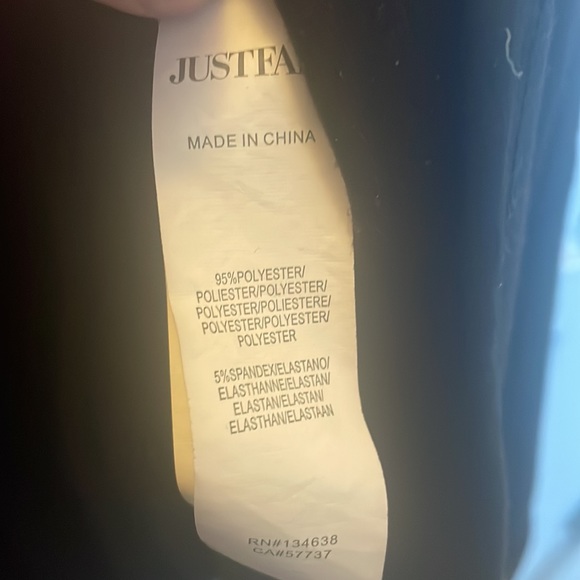 JUSTFA
MADE IN CHINA
95%POLYESTER/
POLIESTER/POLYESTER/
POLYESTER/POLIESTERE/
POLYESTER/POLYESTER/
POLYESTER
5%SPANDEX/ELASTANO/
ELASTHANNE/ELASTAN/
ELASTAN/ELASTAN/
ELASTHAN/ELASTAAN
RN#134638
CA#57737